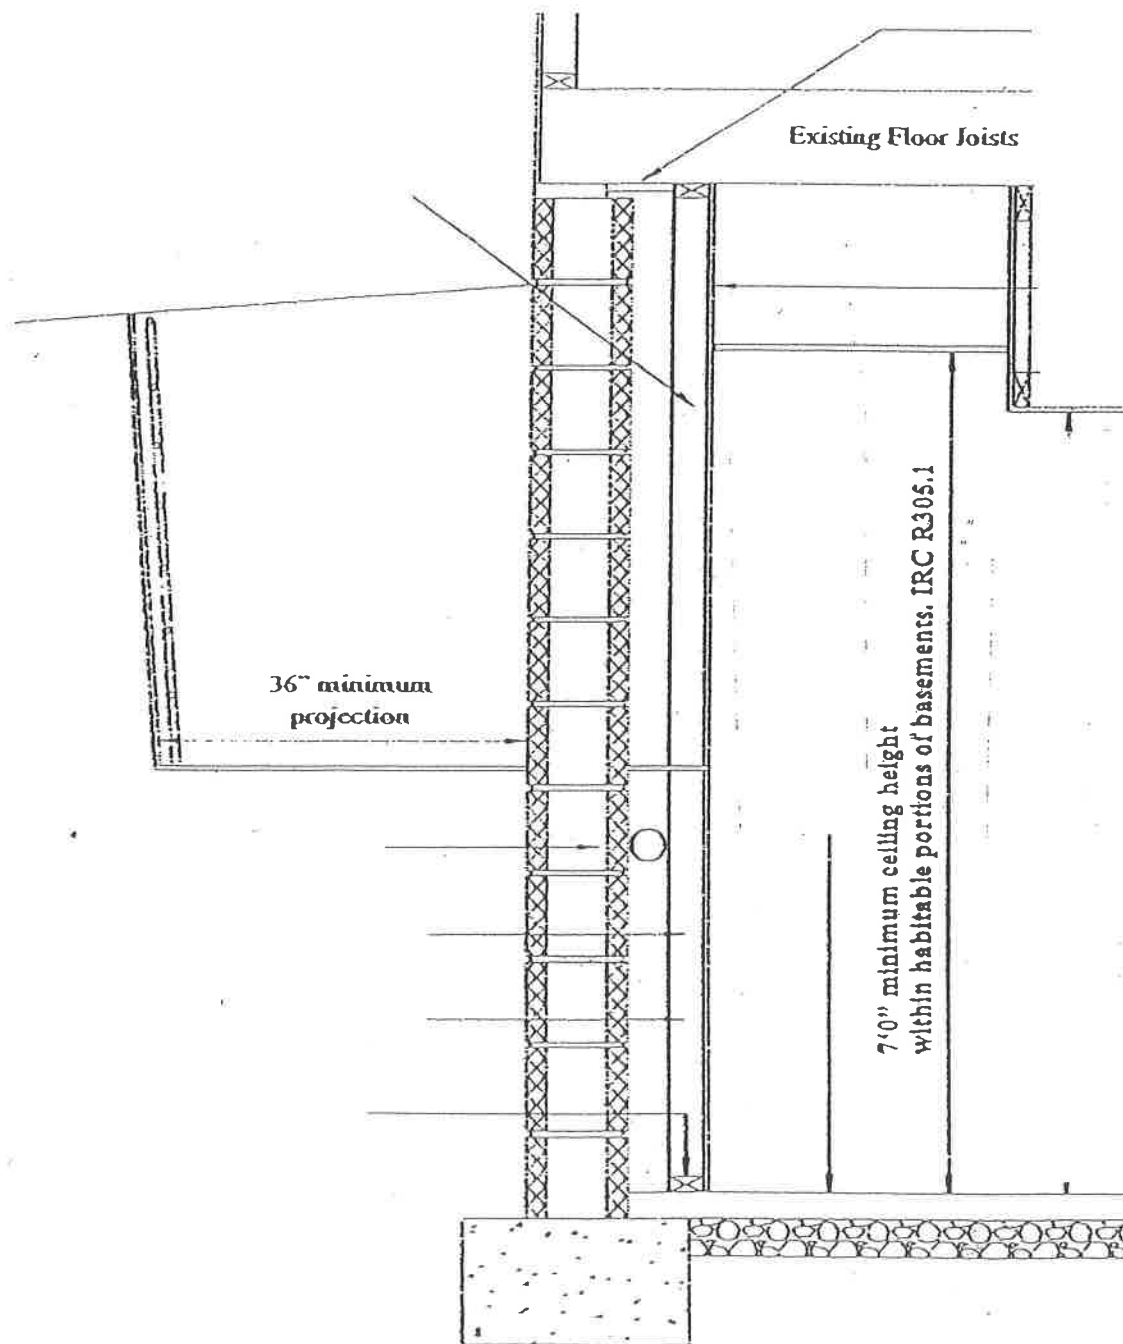 Existing Floor Joists
36" minimum
projection
7'0" minimum ceiling height
within habitable portions of basements. IRC R305.1